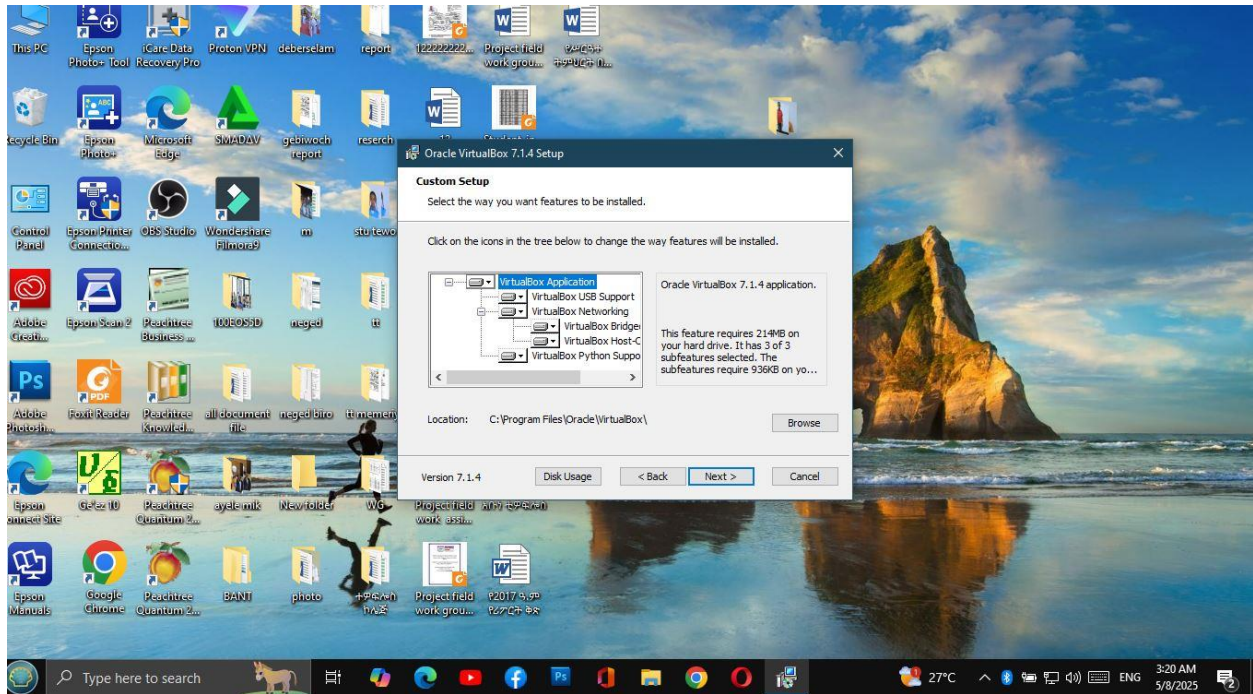 This PC
Epson Photo+ Tool
iCare Data Recovery Pro
Proton VPN
deberselam
report
122222222...
Project field work grou...
Recycle Bin
Epson Photo+
Microsoft Edge
SMADAV
gebiwoch report
reserch
Control Panel
Epson Printer Connectio...
OBS Studio
Wondershare Filmora9
m
stu tewo
Adobe Creati...
Epson Scan 2
Peachtree Business ...
100EOS5D
neged
tt
Adobe Photosh...
Foxit Reader
Peachtree Knowled...
all document file
neged biro
tt memeriy
Epson
onnect Site
Ge'ez 10
Peachtree Quantum 2...
ayele mlk
New folder
WG
Project field work assi...
Epson Manuals
Google Chrome
Peachtree Quantum 2...
BANT
photo
Project field work grou...
Oracle VirtualBox 7.1.4 Setup
Custom Setup
Select the way you want features to be installed.
Click on the icons in the tree below to change the way features will be installed.
VirtualBox Application
VirtualBox USB Support
VirtualBox Networking
VirtualBox Bridge
VirtualBox Host-C
VirtualBox Python Suppo
Oracle VirtualBox 7.1.4 application.
This feature requires 214MB on
your hard drive. It has 3 of 3
subfeatures selected. The
subfeatures require 936KB on yo...
Location: C:\Program Files\Oracle\VirtualBox\
Browse
Version 7.1.4
Disk Usage
< Back
Next >
Cancel
Type here to search
27°C
ENG
3:20 AM
5/8/2025